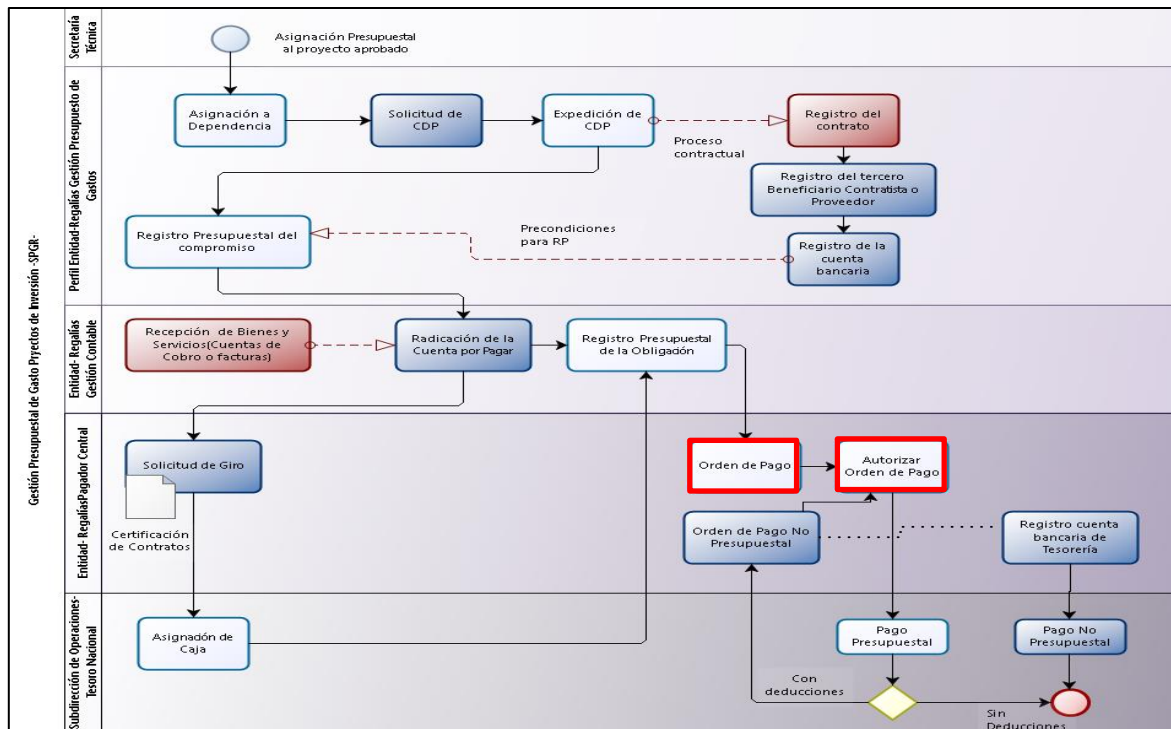 Gestión Presupuestal de Gasto Pryectos de Inversión -SPGR-
Secretaría
Técnica
Asignación Presupuestal
al proyecto aprobado
Perfil Entidad-Regalías Gestión Presupuesto de
Gastos
Asignación a
Dependencia
Solicitud de
CDP
Expedición de
CDP
Proceso
contractual
Registro del
contrato
Registro del tercero
Beneficiario Contratista o
Proveedor
Registro Presupuestal del
compromiso
Precondiciones
para RP
Registro de la
cuenta
bancaria
Entidad- Regalías
Gestión Contable
Recepción de Bienes y
Servicios(Cuentas de
Cobro o facturas)
Radicación de la
Cuenta por Pagar
Registro Presupuestal
de la Obligación
Entidad- RegalíasPagador Central
Solicitud de Giro
Certificación
de Contratos
Orden de Pago
Autorizar
Orden de Pago
Orden de Pago No
Presupuestal
Registro cuenta
bancaria de
Tesorería
Subdirección de Operaciones-
Tesoro Nacional
Asignación de
Caja
Pago
Presupuestal
Pago No
Presupuestal
Con
deducciones
Sin
Deducciones